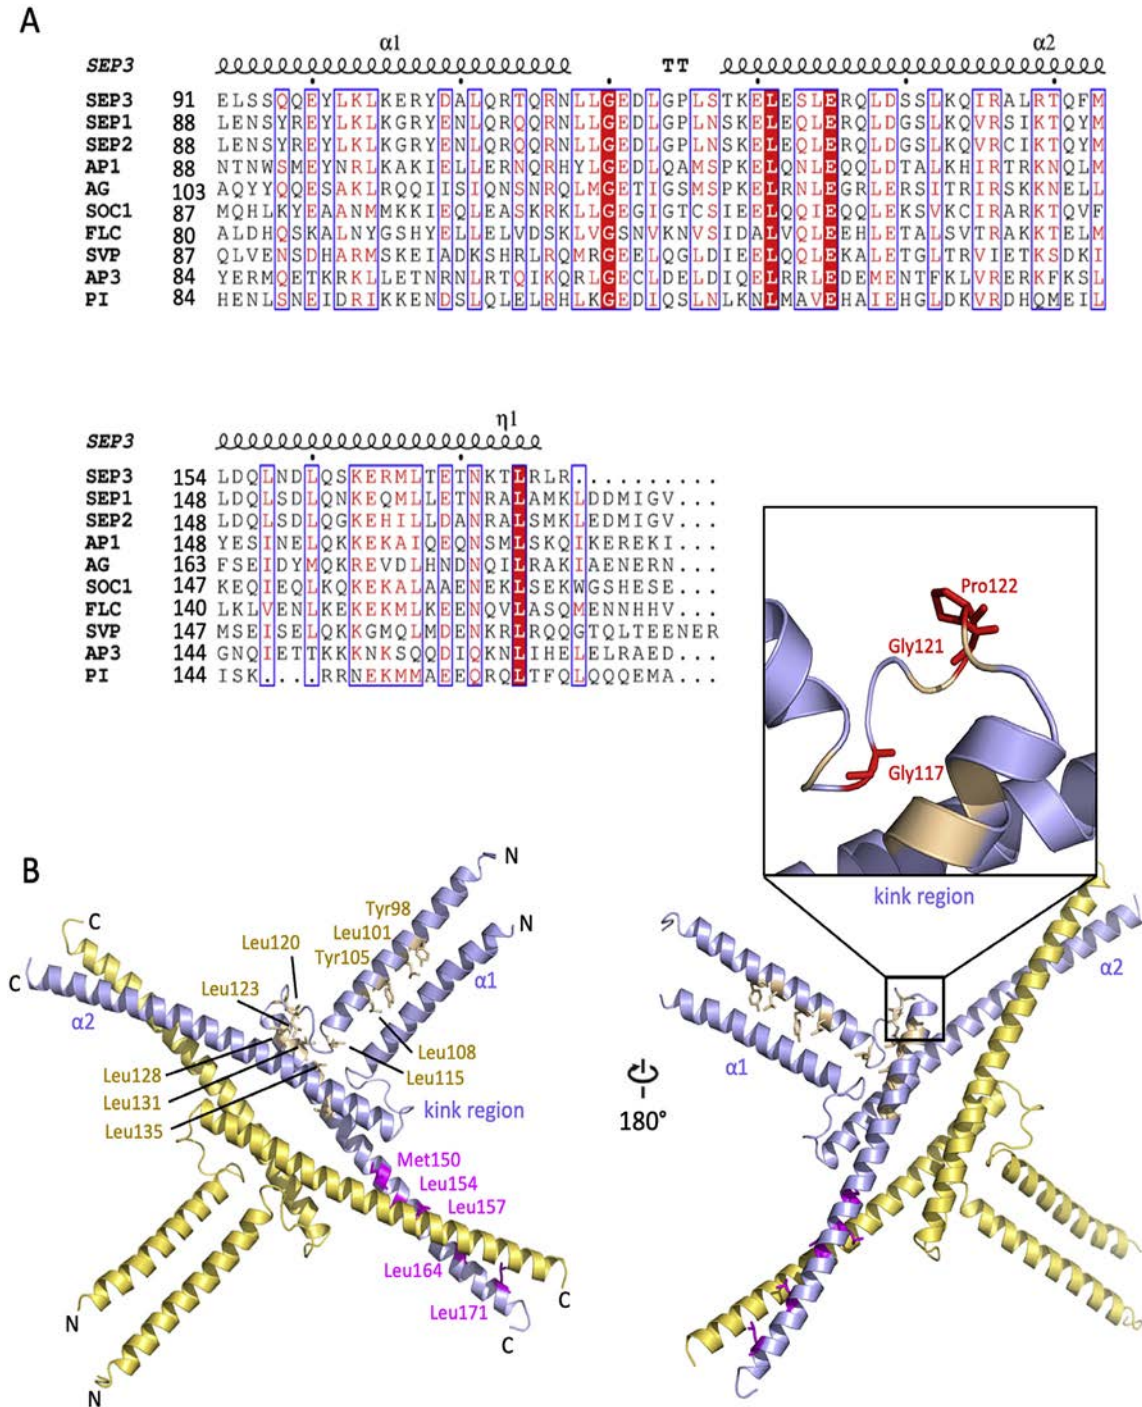 A
α1
α2
SEP3
TT
SEP3 91 ELSSQQEYLKLKERYDALQRTQRNLLGEDLGPLSTKELESLERQLDSSLKQIRALRTQFM
SEP1 88 LENSYREYLKLKGRYENLQRQQRNLLGEDLGPLNSKELEQLERQLDGSLKQVRSIKTQYM
SEP2 88 LENSYREYLKLKGRYENLQRQQRNLLGEDLGPLNSKELEQLERQLDGSLKQVRCIKTQYM
AP1 88 NTNWSMEYNRLKAKIELLERNQRHYLGEDLQAMSPKELQNLEQQLDTALKHIRTRKNQLM
AG 103 AQYYQQESAKLRQQIISIQNSNRQLMGETIGSMSPKELRNLEGRLERSITRIRSKKNELL
SOC1 87 MQHLKYEAANMMKKIEQLEASKRKLLGEGIGTCSIEELQQIEQQLEKSVKCIRARKTQVF
FLC 80 ALDHQSKALNYGSHYELLELVDSKLVGSNVKNVSIDALVQLEEHLETALSVTRAKKTELM
SVP 87 QLVENSDHARMSKEIADKSHRLRQMRGEELQGLDIEELQQLEKALETGLTRVIETKSDKI
AP3 84 YERMQETKRKLLETNRNLRTQIKQRLGECLDELDIQELRRLEDEMENTFKLVRERKFKSL
PI 84 HENLSNEIDRIKKENDSLQLELRHLKGEDIQSLNLKNLMAVEHAIEHGLDKVRDHQMEIL
η1
SEP3
SEP3 154 LDQLNDLQSKERMLTETNKTLRLR..........
SEP1 148 LDQLSDLQNKEQMLLETNRALAMKLDDMIGV...
SEP2 148 LDQLSDLQGKEHILLDANRALSMKLEDMIGV...
AP1 148 YESINELQKKEKAIQEQNSMLSKQIKEREKI...
AG 163 FSEIDYMQKREVDLHNDNQILRAKIAENERN...
SOC1 147 KEQIEQLKQKEKALAAENEKLSEKWGSHESE...
FLC 140 LKLVENLKEKEKMLKEENQVLASQMENNHHV...
SVP 147 MSEISELQKKGMQLMDENKRLRQQGTQLTEENER
AP3 144 GNQIETTKKKNKSQQDIQKNLIHELELRAED...
PI 144 ISK...RRNEKMMAEEQRQLTFQLQQQEMA...
Pro122
Gly121
Gly117
kink region
B
N
C
Tyr98
Leu101
Tyr105
Leu120
N
C
Leu123
α1
α2
Leu128
Leu108
Leu131
Leu115
Leu135
kink region
Met150
Leu154
Leu157
Leu164
Leu171
N
C
C
N
α2
α1
180°